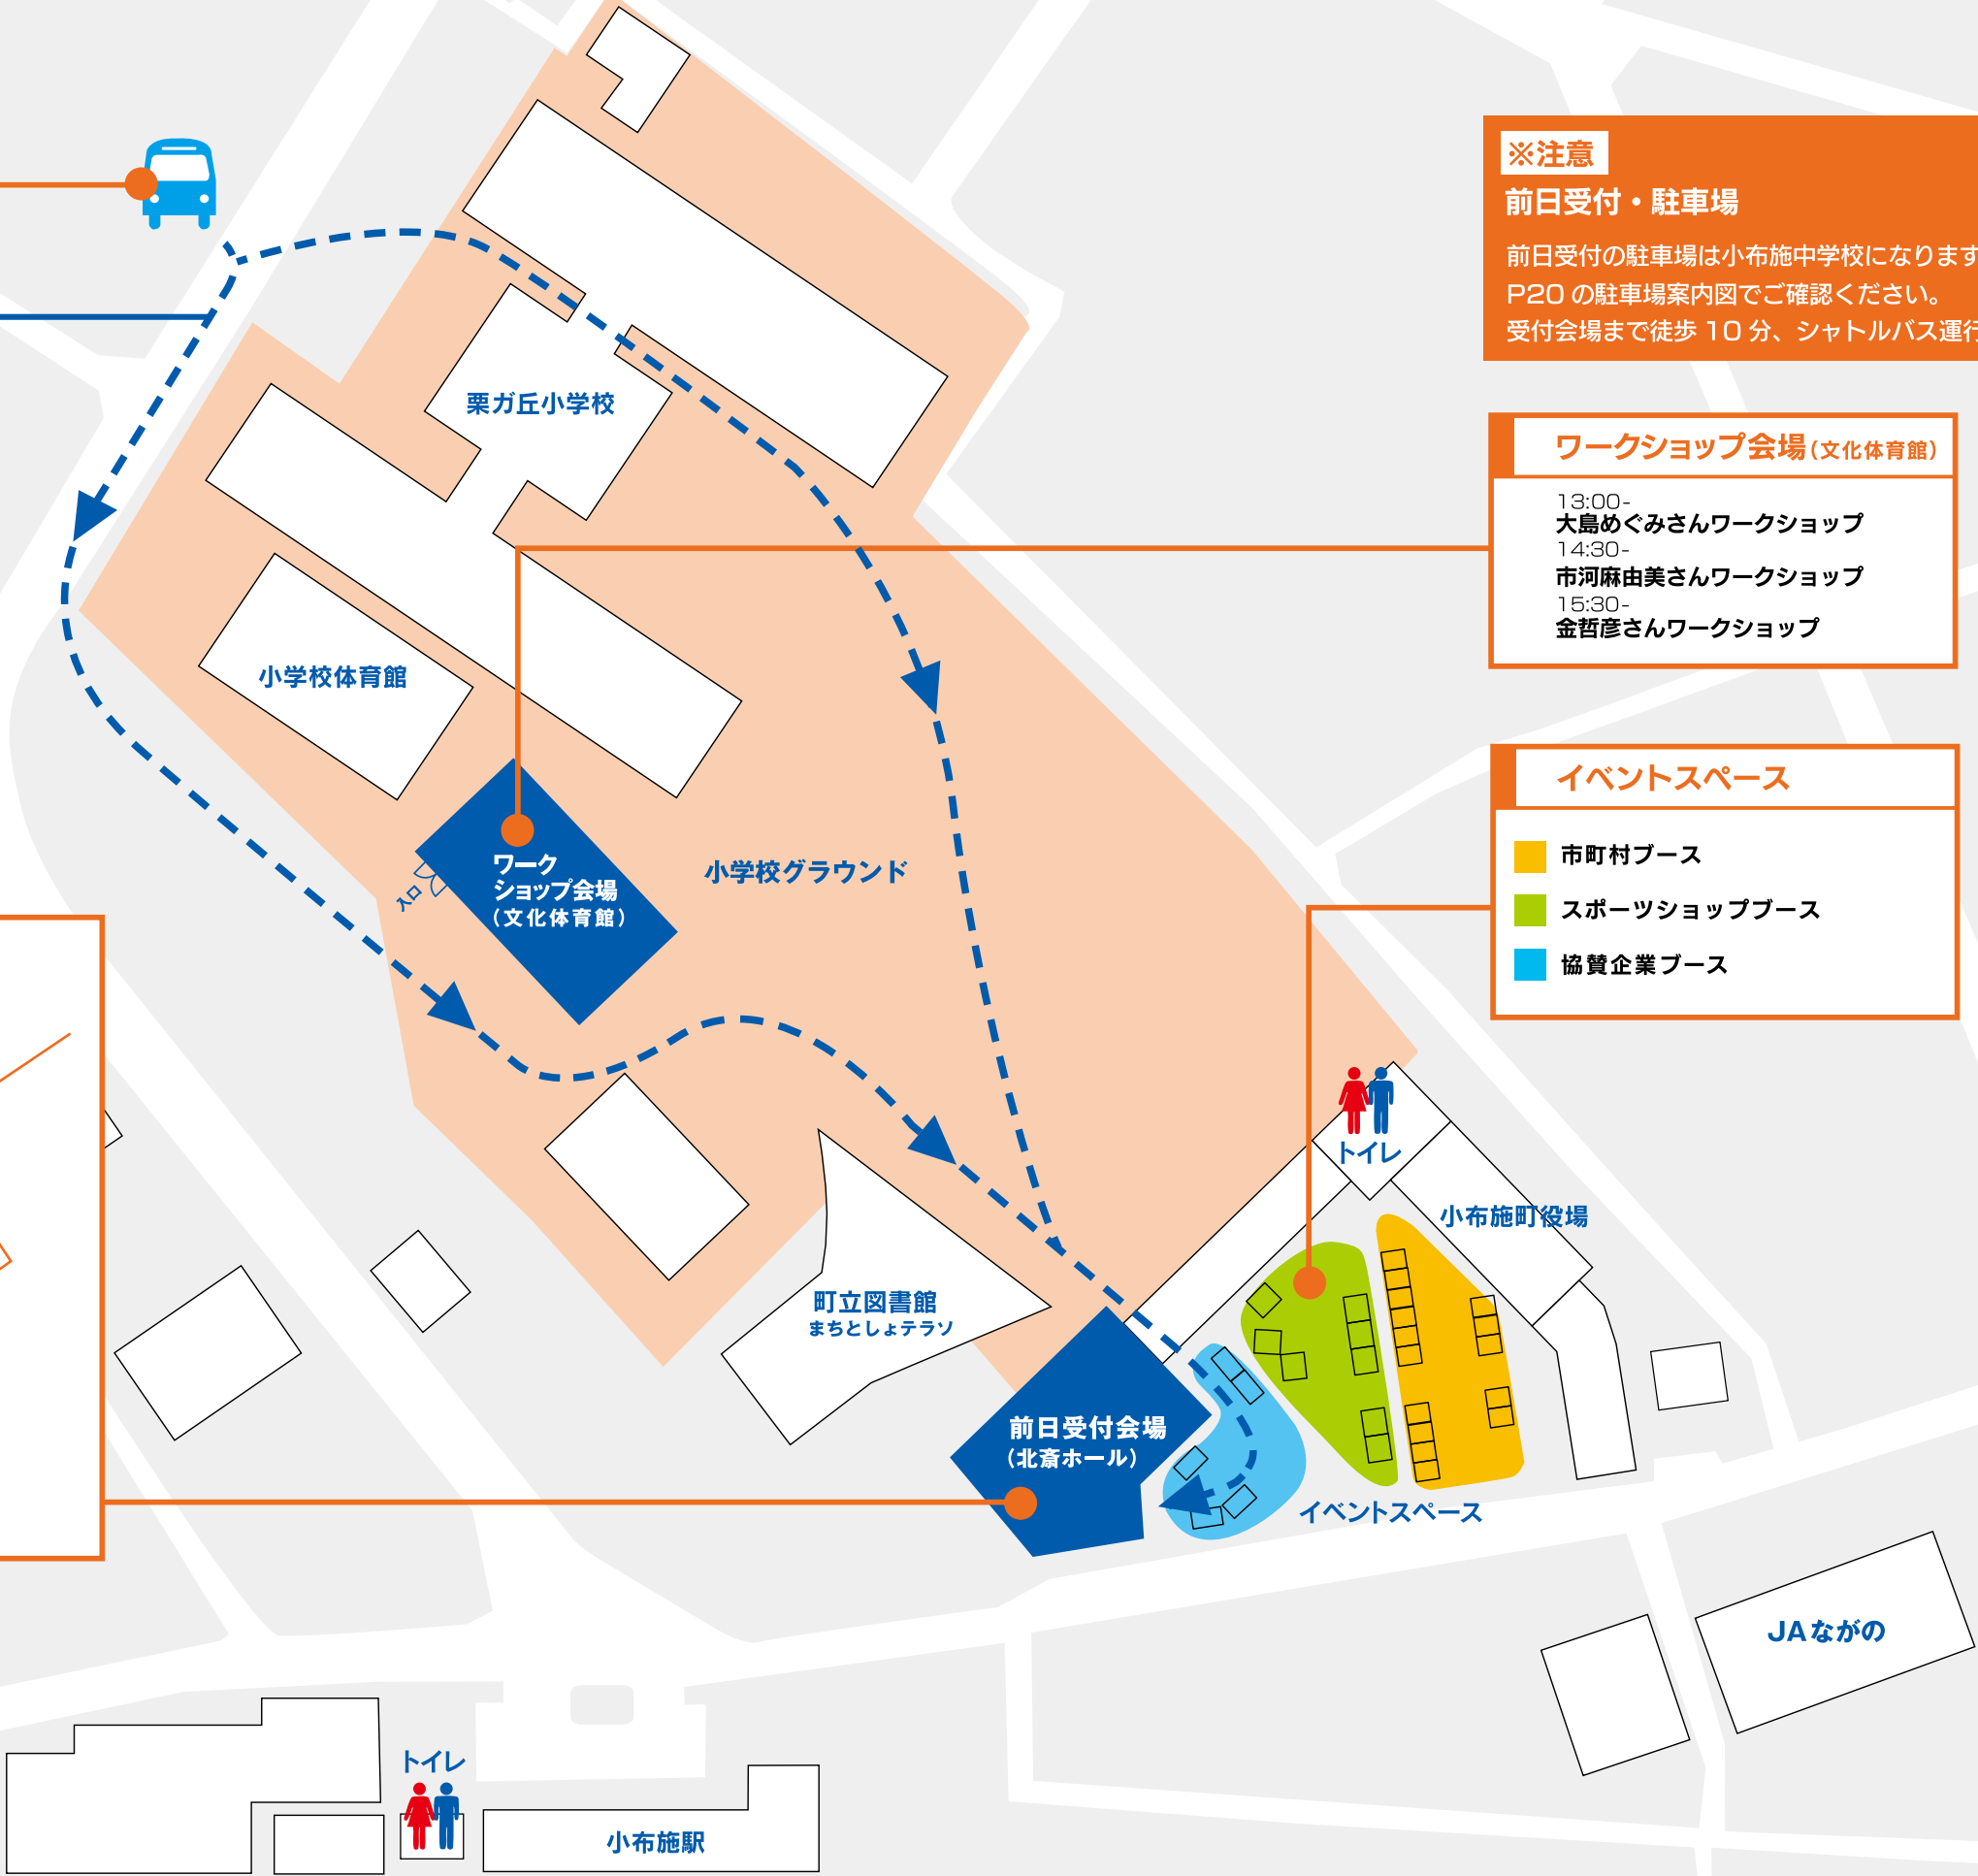 ※注意
前日受付・駐車場
前日受付の駐車場は小布施中学校になります
P20 の駐車場案内図でご確認ください。
受付会場まで徒歩 10 分、シャトルバス運行
ワークショップ会場(文化体育館)
13:00-
大島めぐみさんワークショップ
14:30-
市河麻由美さんワークショップ
15:30-
金哲彦さんワークショップ
イベントスペース
市町村ブース
スポーツショップブース
協賛企業ブース
栗ガ丘小学校
小学校体育館
小学校グラウンド
ワーク
ショップ会場
(文化体育館)
入口
トイレ
小布施町役場
町立図書館
まちとしょテラソ
前日受付会場
(北斎ホール)
イベントスペース
JAながの
トイレ
小布施駅